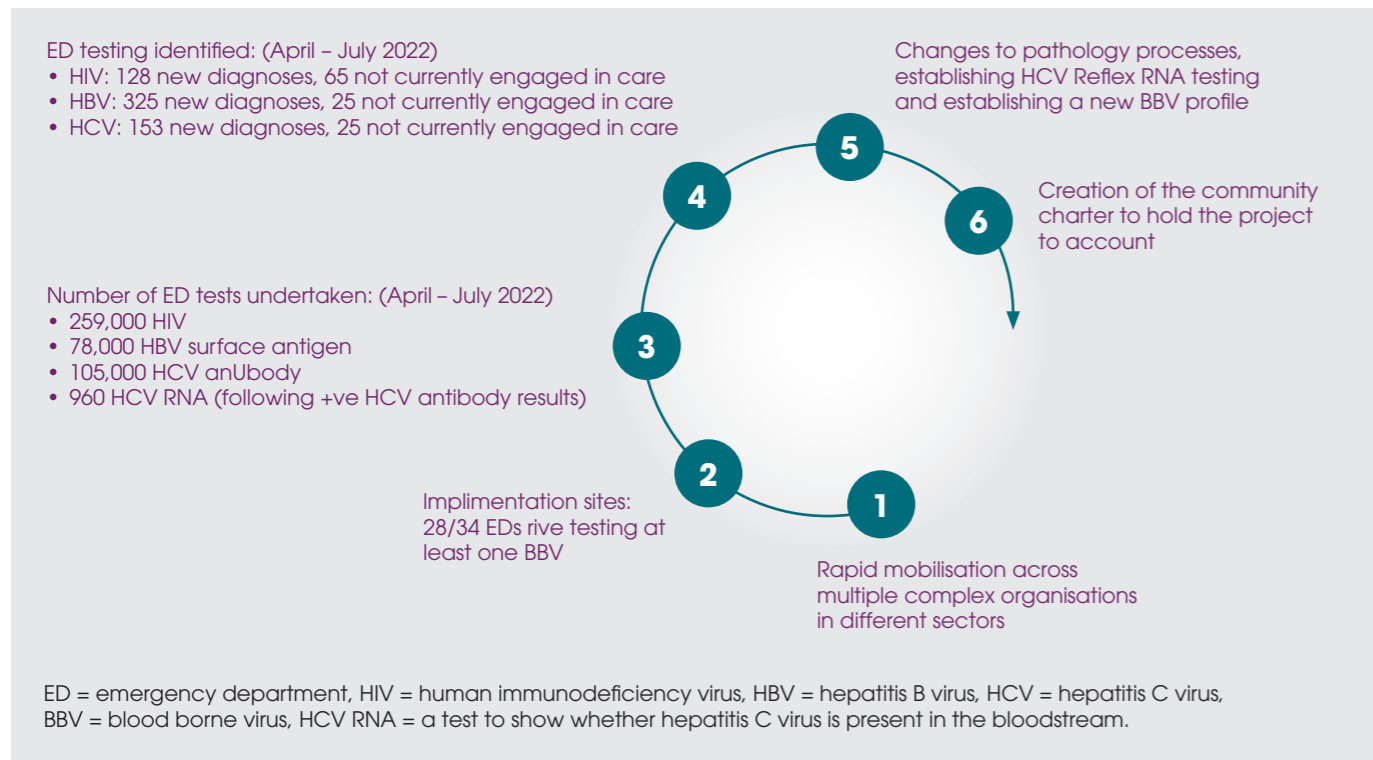 ED testing identified: (April – July 2022)
• HIV: 128 new diagnoses, 65 not currently engaged in care
• HBV: 325 new diagnoses, 25 not currently engaged in care
• HCV: 153 new diagnoses, 25 not currently engaged in care
Changes to pathology processes,
establishing HCV Reflex RNA testing
and establishing a new BBV profile
5
4
6
Creation of the community
charter to hold the project
to account
Number of ED tests undertaken: (April – July 2022)
• 259,000 HIV
• 78,000 HBV surface antigen
• 105,000 HCV anUbody
• 960 HCV RNA (following +ve HCV antibody results)
3
2
1
Implimentation sites:
28/34 EDs rive testing at
least one BBV
Rapid mobilisation across
multiple complex organisations
in different sectors
ED = emergency department, HIV = human immunodeficiency virus, HBV = hepatitis B virus, HCV = hepatitis C virus,
BBV = blood borne virus, HCV RNA = a test to show whether hepatitis C virus is present in the bloodstream.